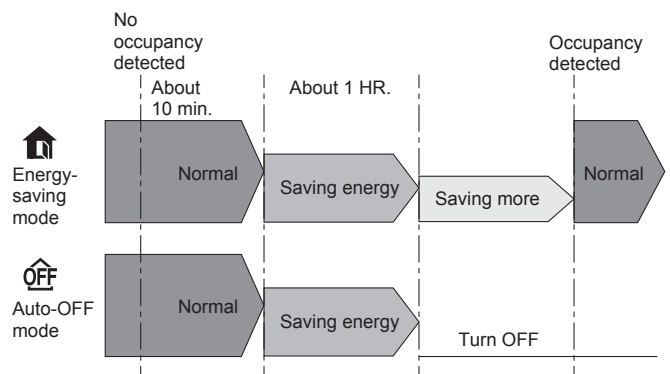 No
occupancy
detected
Occupancy
detected
About
10 min.
About 1 HR.
Energy-
saving
mode
Normal
Saving energy
Saving more
Normal
OFF
Auto-OFF
mode
Normal
Saving energy
Turn OFF